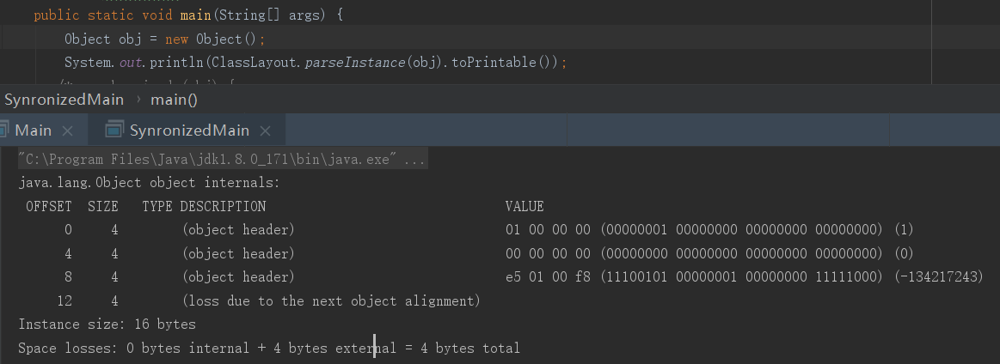 public static void main(String[] args) {
Object obj = new Object();
System.out.println(ClassLayout.parseInstance(obj).toPrintable());
SynronizedMain › main()
Main × SynronizedMain ×
"C:\Program Files\Java\jdk1.8.0_171\bin\java.exe" ...
java.lang.Object object internals:
OFFSET SIZE TYPE DESCRIPTION VALUE
0 4 (object header) 01 00 00 00 (00000001 00000000 00000000 00000000) (1)
4 4 (object header) 00 00 00 00 (00000000 00000000 00000000 00000000) (0)
8 4 (object header) e5 01 00 f8 (11100101 00000001 00000000 11111000) (-134217243)
12 4 (loss due to the next object alignment)
Instance size: 16 bytes
Space losses: 0 bytes internal + 4 bytes external = 4 bytes total